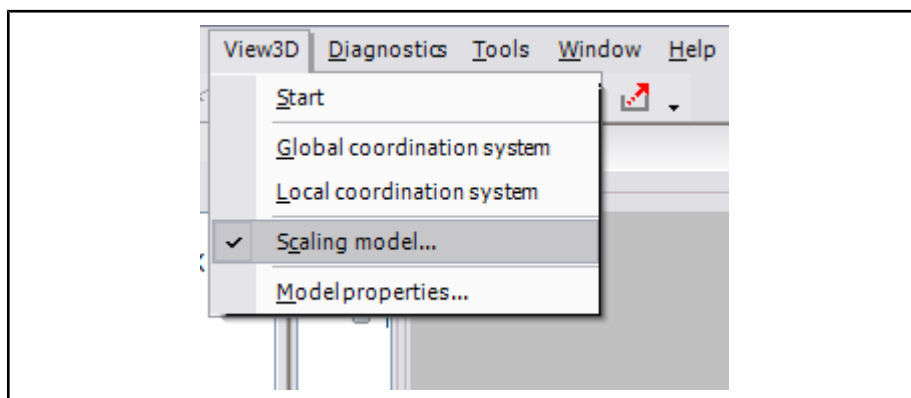 View3D Diagnostics Tools Window Help
Start
Global coordination system
Local coordination system
Scaling model...
Model properties...